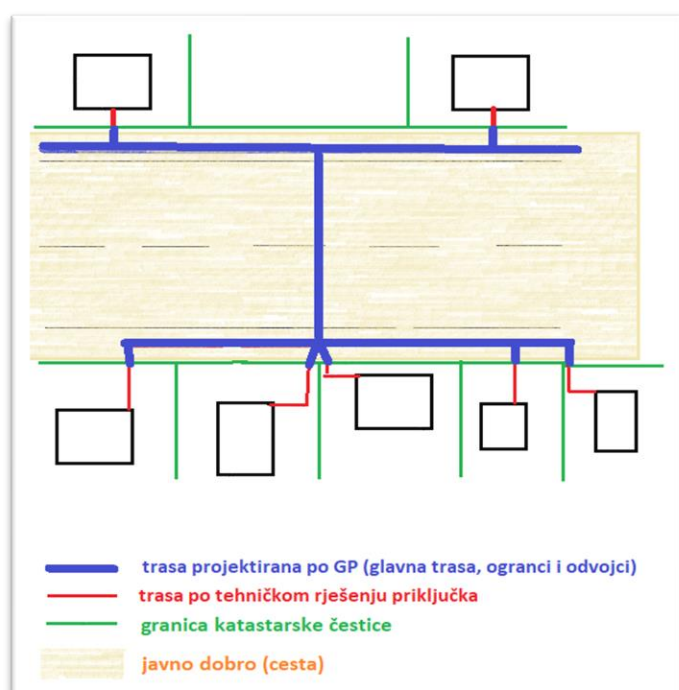 trasa projektirana po GP (glavna trasa, ogranci i odvojci)
trasa po tehničkom rješenju priključka
granica katastarske čestice
javno dobro (cesta)